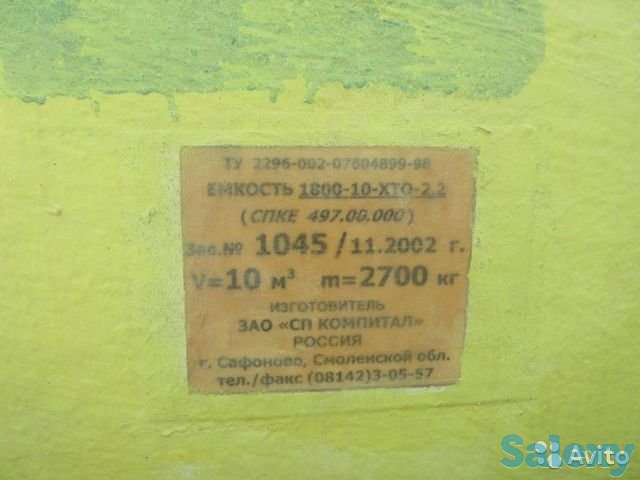 ТУ 2296-002-07604899-98
ЕМКОСТЬ 1800-10-ХТО-2.2
(СПКЕ 497.00.000)
Зав.№ 1045 / 11.2002 г.
V=10 м³ m=2700 кг
ИЗГОТОВИТЕЛЬ
ЗАО «СП КОМПИТАЛ»
РОССИЯ
г. Сафоново, Смоленской обл.
тел./факс (08142)3-05-57
Salexy
Avito